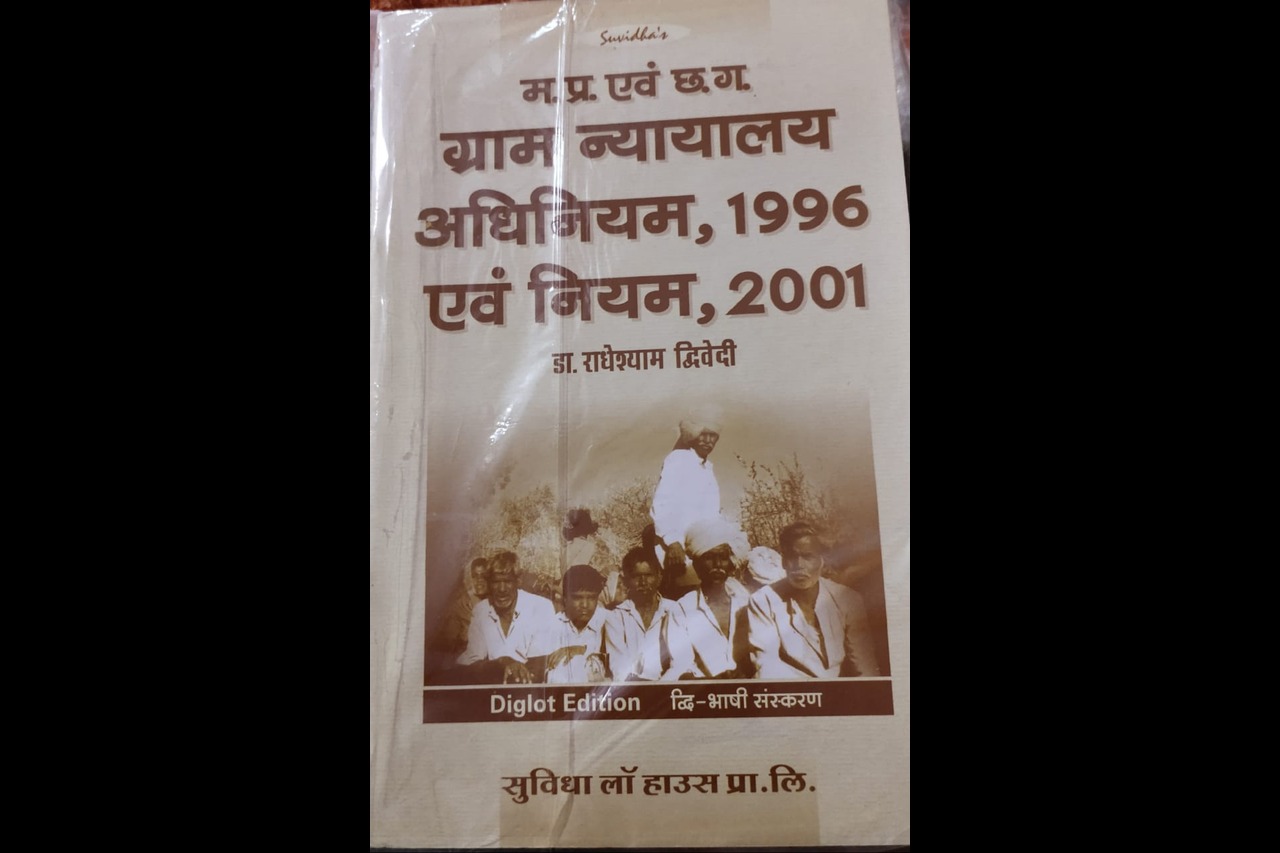 Suvidha's
म.प्र. एवं छ.ग.
ग्राम न्यायालय
अधिनियम, 1996
एवं नियम, 2001
डा. राधेश्याम द्विवेदी
Diglot Edition द्वि-भाषी संस्करण
सुविधा लॉ हाउस प्रा.लि.